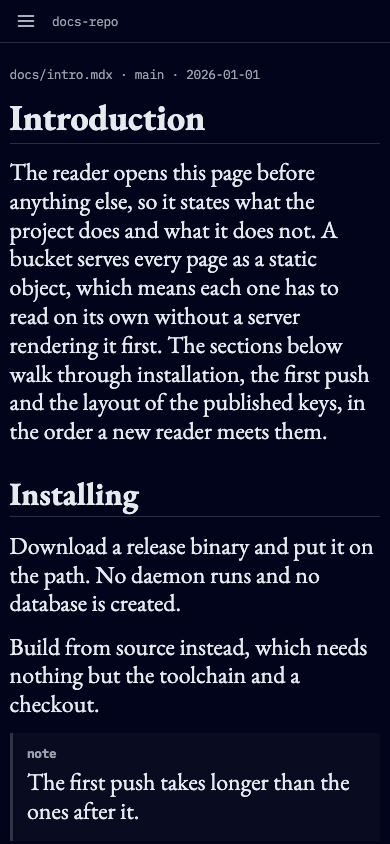 docs-repo
docs/intro.mdx · main · 2026-01-01
Introduction
The reader opens this page before
anything else, so it states what the
project does and what it does not. A
bucket serves every page as a static
object, which means each one has to
read on its own without a server
rendering it first. The sections below
walk through installation, the first push
and the layout of the published keys, in
the order a new reader meets them.
Installing
Download a release binary and put it on
the path. No daemon runs and no
database is created.
Build from source instead, which needs
nothing but the toolchain and a
checkout.
note
The first push takes longer than the
ones after it.